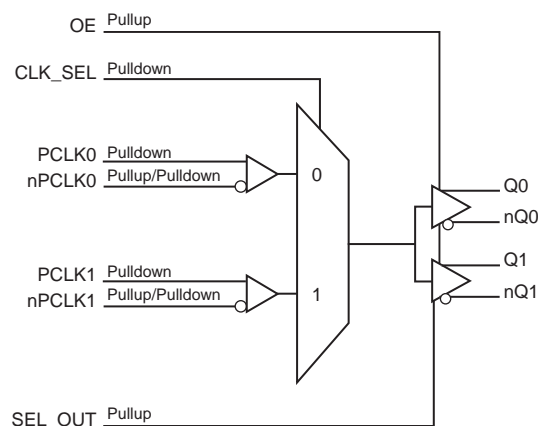 OE Pullup
CLK_SEL Pulldown
PCLK0 Pulldown
nPCLK0 Pullup/Pulldown
0
Q0
nQ0
Q1
nQ1
PCLK1 Pulldown
nPCLK1 Pullup/Pulldown
1
SEL_OUT Pullup